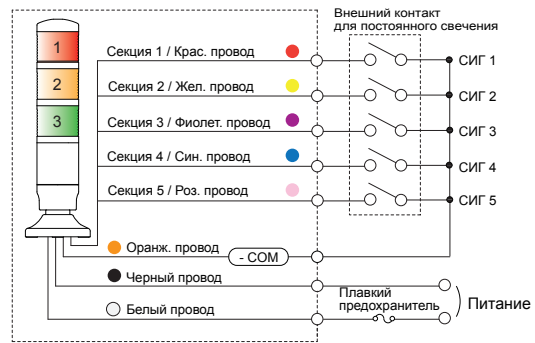 Внешний контакт
для постоянного свечения
1
2
3
Секция 1 / Крас. провод
СИГ 1
Секция 2 / Жел. провод
СИГ 2
Секция 3 / Фиолет. провод
СИГ 3
Секция 4 / Син. провод
СИГ 4
Секция 5 / Роз. провод
СИГ 5
Оранж. провод
- COM
Черный провод
Плавкий
предохранитель
Питание
Белый провод